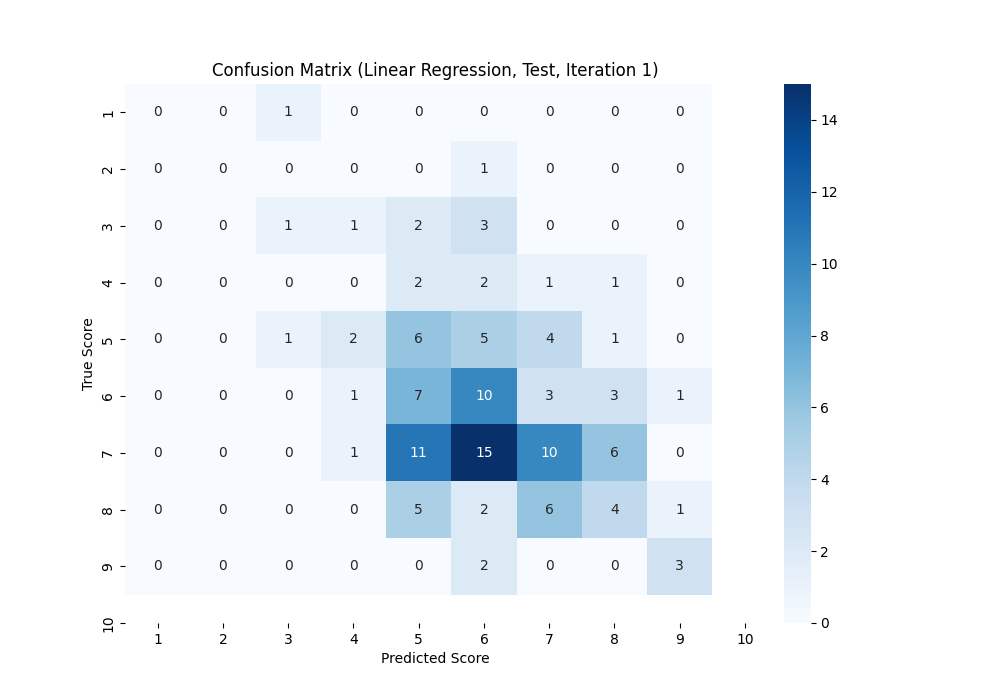 Confusion Matrix (Linear Regression, Test, Iteration 1)
True Score
1 0 0 1 0 0 0 0 0 0
2 0 0 0 0 0 1 0 0 0
3 0 0 1 1 2 3 0 0 0
4 0 0 0 0 2 2 1 1 0
5 0 0 1 2 6 5 4 1 0
6 0 0 0 1 7 10 3 3 1
7 0 0 0 1 11 15 10 6 0
8 0 0 0 0 5 2 6 4 1
9 0 0 0 0 0 2 0 0 3
10
1 2 3 4 5 6 7 8 9 10
Predicted Score
14
12
10
8
6
4
2
0